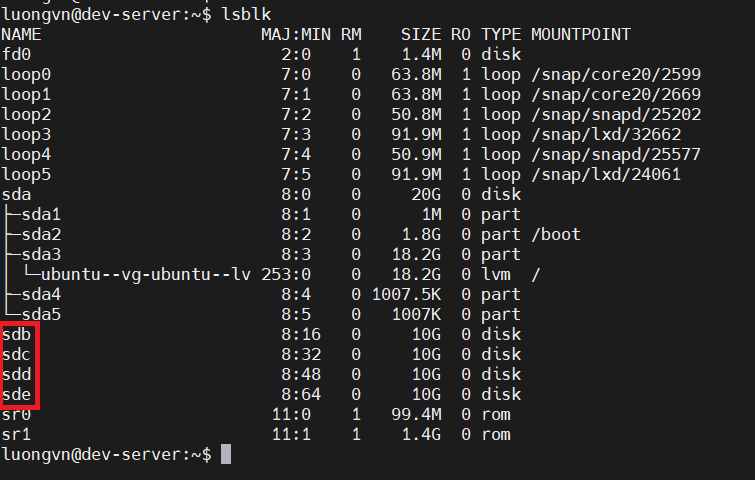 luongvn@dev-server:~$ lsblk
NAME                      MAJ:MIN RM    SIZE RO TYPE MOUNTPOINT
fd0                         2:0    1    1.4M  0 disk
loop0                       7:0    0   63.8M  1 loop /snap/core20/2599
loop1                       7:1    0   63.8M  1 loop /snap/core20/2669
loop2                       7:2    0   50.8M  1 loop /snap/snapd/25202
loop3                       7:3    0   91.9M  1 loop /snap/lxd/32662
loop4                       7:4    0   50.9M  1 loop /snap/snapd/25577
loop5                       7:5    0   91.9M  1 loop /snap/lxd/24061
sda                         8:0    0     20G  0 disk
├─sda1                      8:1    0      1M  0 part
├─sda2                      8:2    0    1.8G  0 part /boot
├─sda3                      8:3    0   18.2G  0 part
│ └─ubuntu--vg-ubuntu--lv 253:0    0   18.2G  0 lvm  /
├─sda4                      8:4    0 1007.5K  0 part
└─sda5                      8:5    0   1007K  0 part
sdb                         8:16   0     10G  0 disk
sdc                         8:32   0     10G  0 disk
sdd                         8:48   0     10G  0 disk
sde                         8:64   0     10G  0 disk
sr0                        11:0    1   99.4M  0 rom
sr1                        11:1    1    1.4G  0 rom
luongvn@dev-server:~$